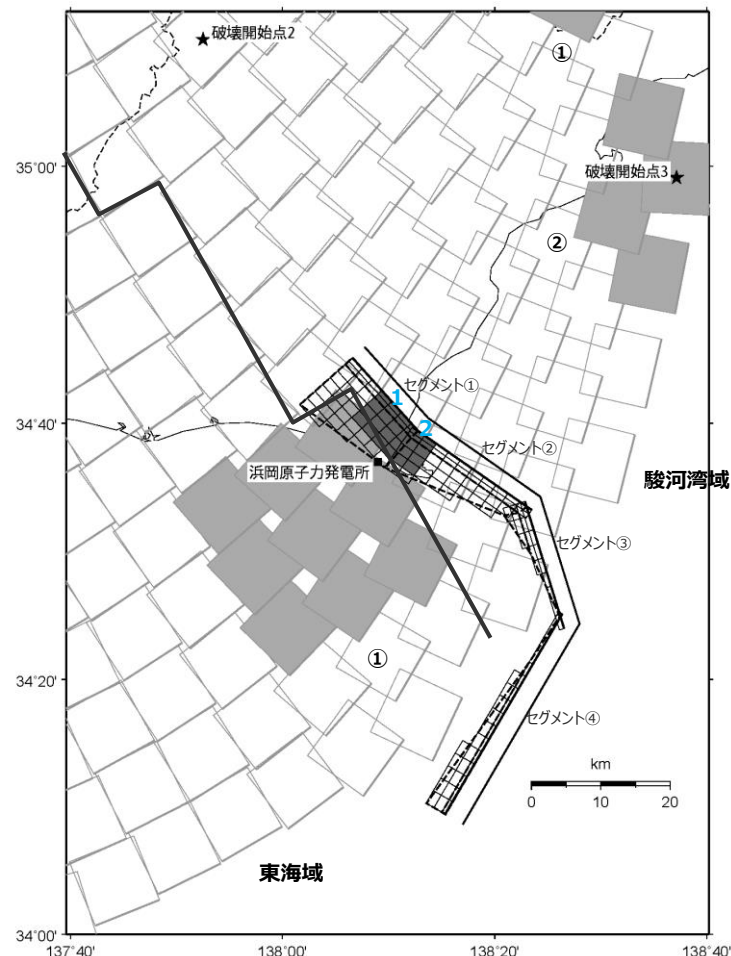 破壊開始点2
①
35°00'
破壊開始点3
②
セグメント①
1
34°40'
2
セグメント②
浜岡原子力発電所
駿河湾域
セグメント③
①
34°20'
セグメント④
km
0 10 20
東海域
34°00'
137°40' 138°00' 138°20' 138°40'